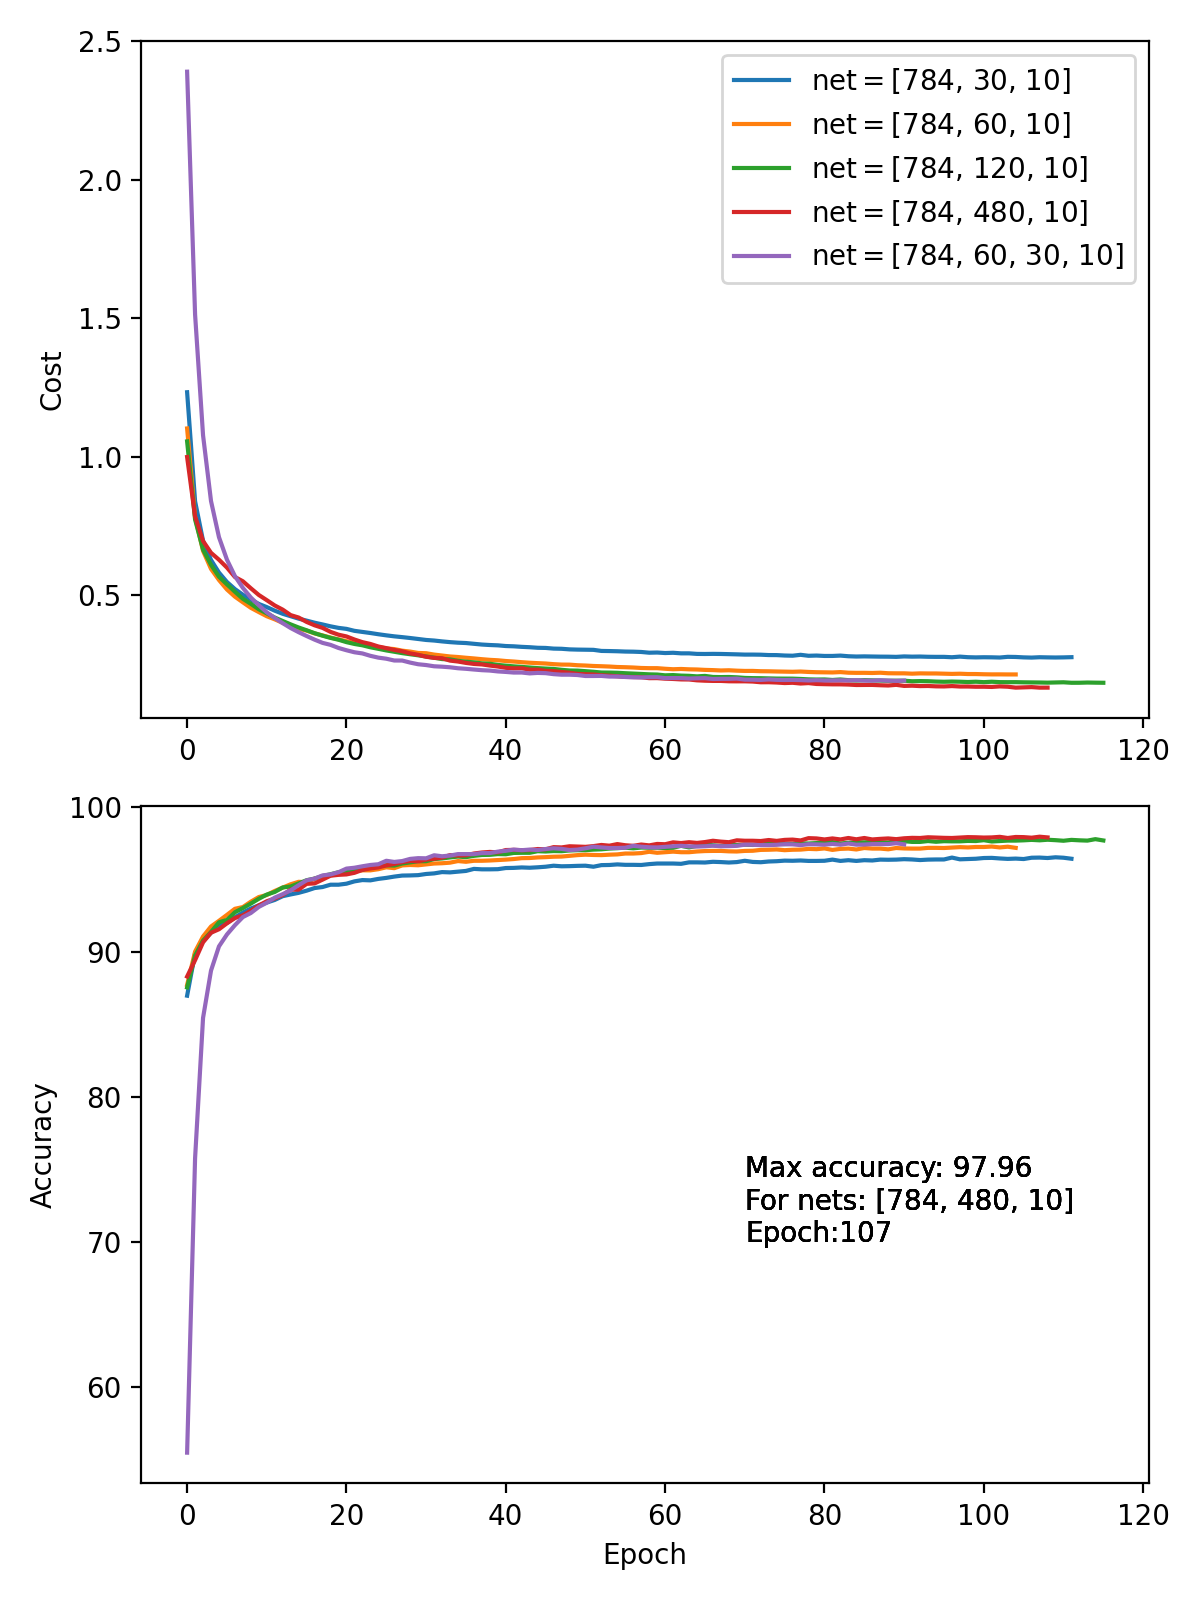 2.5
2.0
1.5
1.0
0.5
Cost
net = [784, 30, 10]
net = [784, 60, 10]
net = [784, 120, 10]
net = [784, 480, 10]
net = [784, 60, 30, 10]
0 20 40 60 80 100 120
100
90
80
70
60
Accuracy
Max accuracy: 97.96
For nets: [784, 480, 10]
Epoch:107
0 20 40 60 80 100 120
Epoch